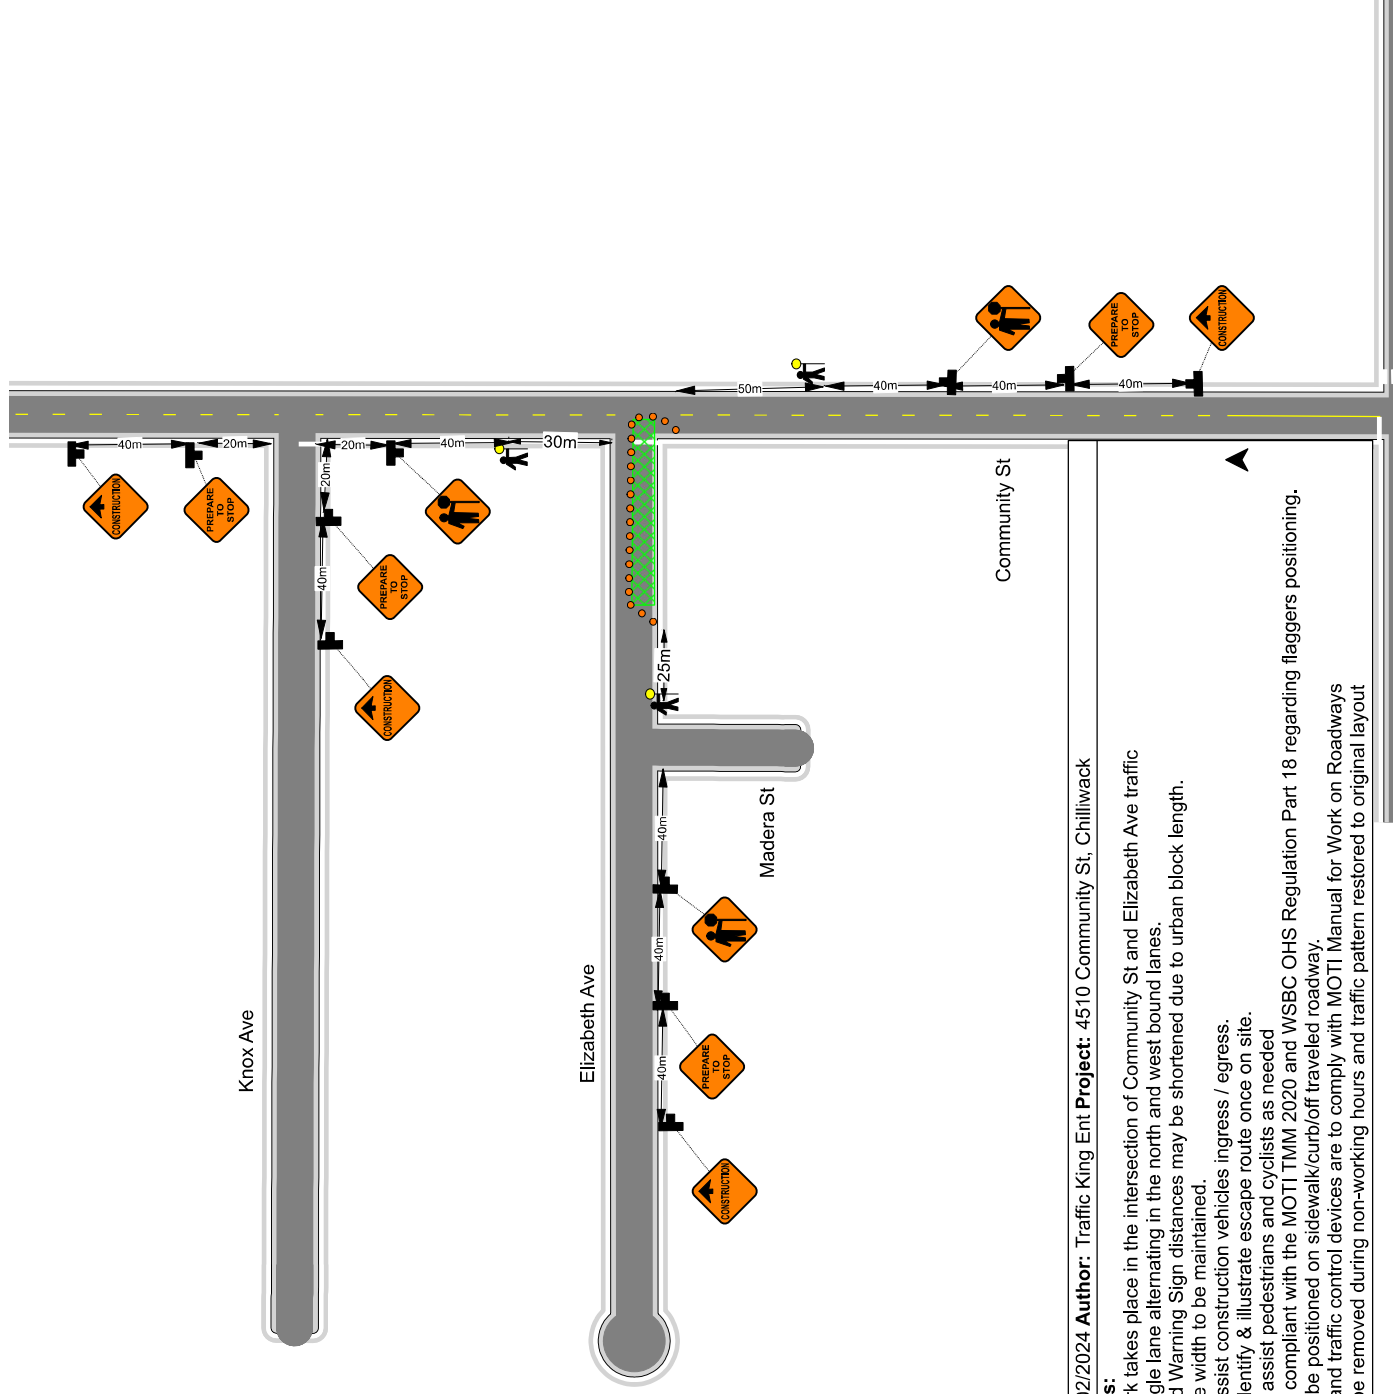 CONSTRUCTION
PREPARE
TO
STOP
CONSTRUCTION
50m
40m
40m
40m
40m
20m
20m
40m
30m
CONSTRUCTION
PREPARE
TO
STOP
20m
40m
PREPARE
TO
STOP
CONSTRUCTION
25m
40m
40m
40m
PREPARE
TO
STOP
CONSTRUCTION
Knox Ave
Elizabeth Ave
Madera St
Community St
02/2024 Author: Traffic King Ent Project: 4510 Community St, Chilliwack
s:
k takes place in the intersection of Community St and Elizabeth Ave traffic
gle lane alternating in the north and west bound lanes.
d Warning Sign distances may be shortened due to urban block length.
e width to be maintained.
ssist construction vehicles ingress / egress.
entify & illustrate escape route once on site.
assist pedestrians and cyclists as needed
compliant with the MOTI TMM 2020 and WSBC OHS Regulation Part 18 regarding flaggers positioning.
be positioned on sidewalk/curb/off traveled roadway.
and traffic control devices are to comply with MOTI Manual for Work on Roadways
be removed during non-working hours and traffic pattern restored to original layout